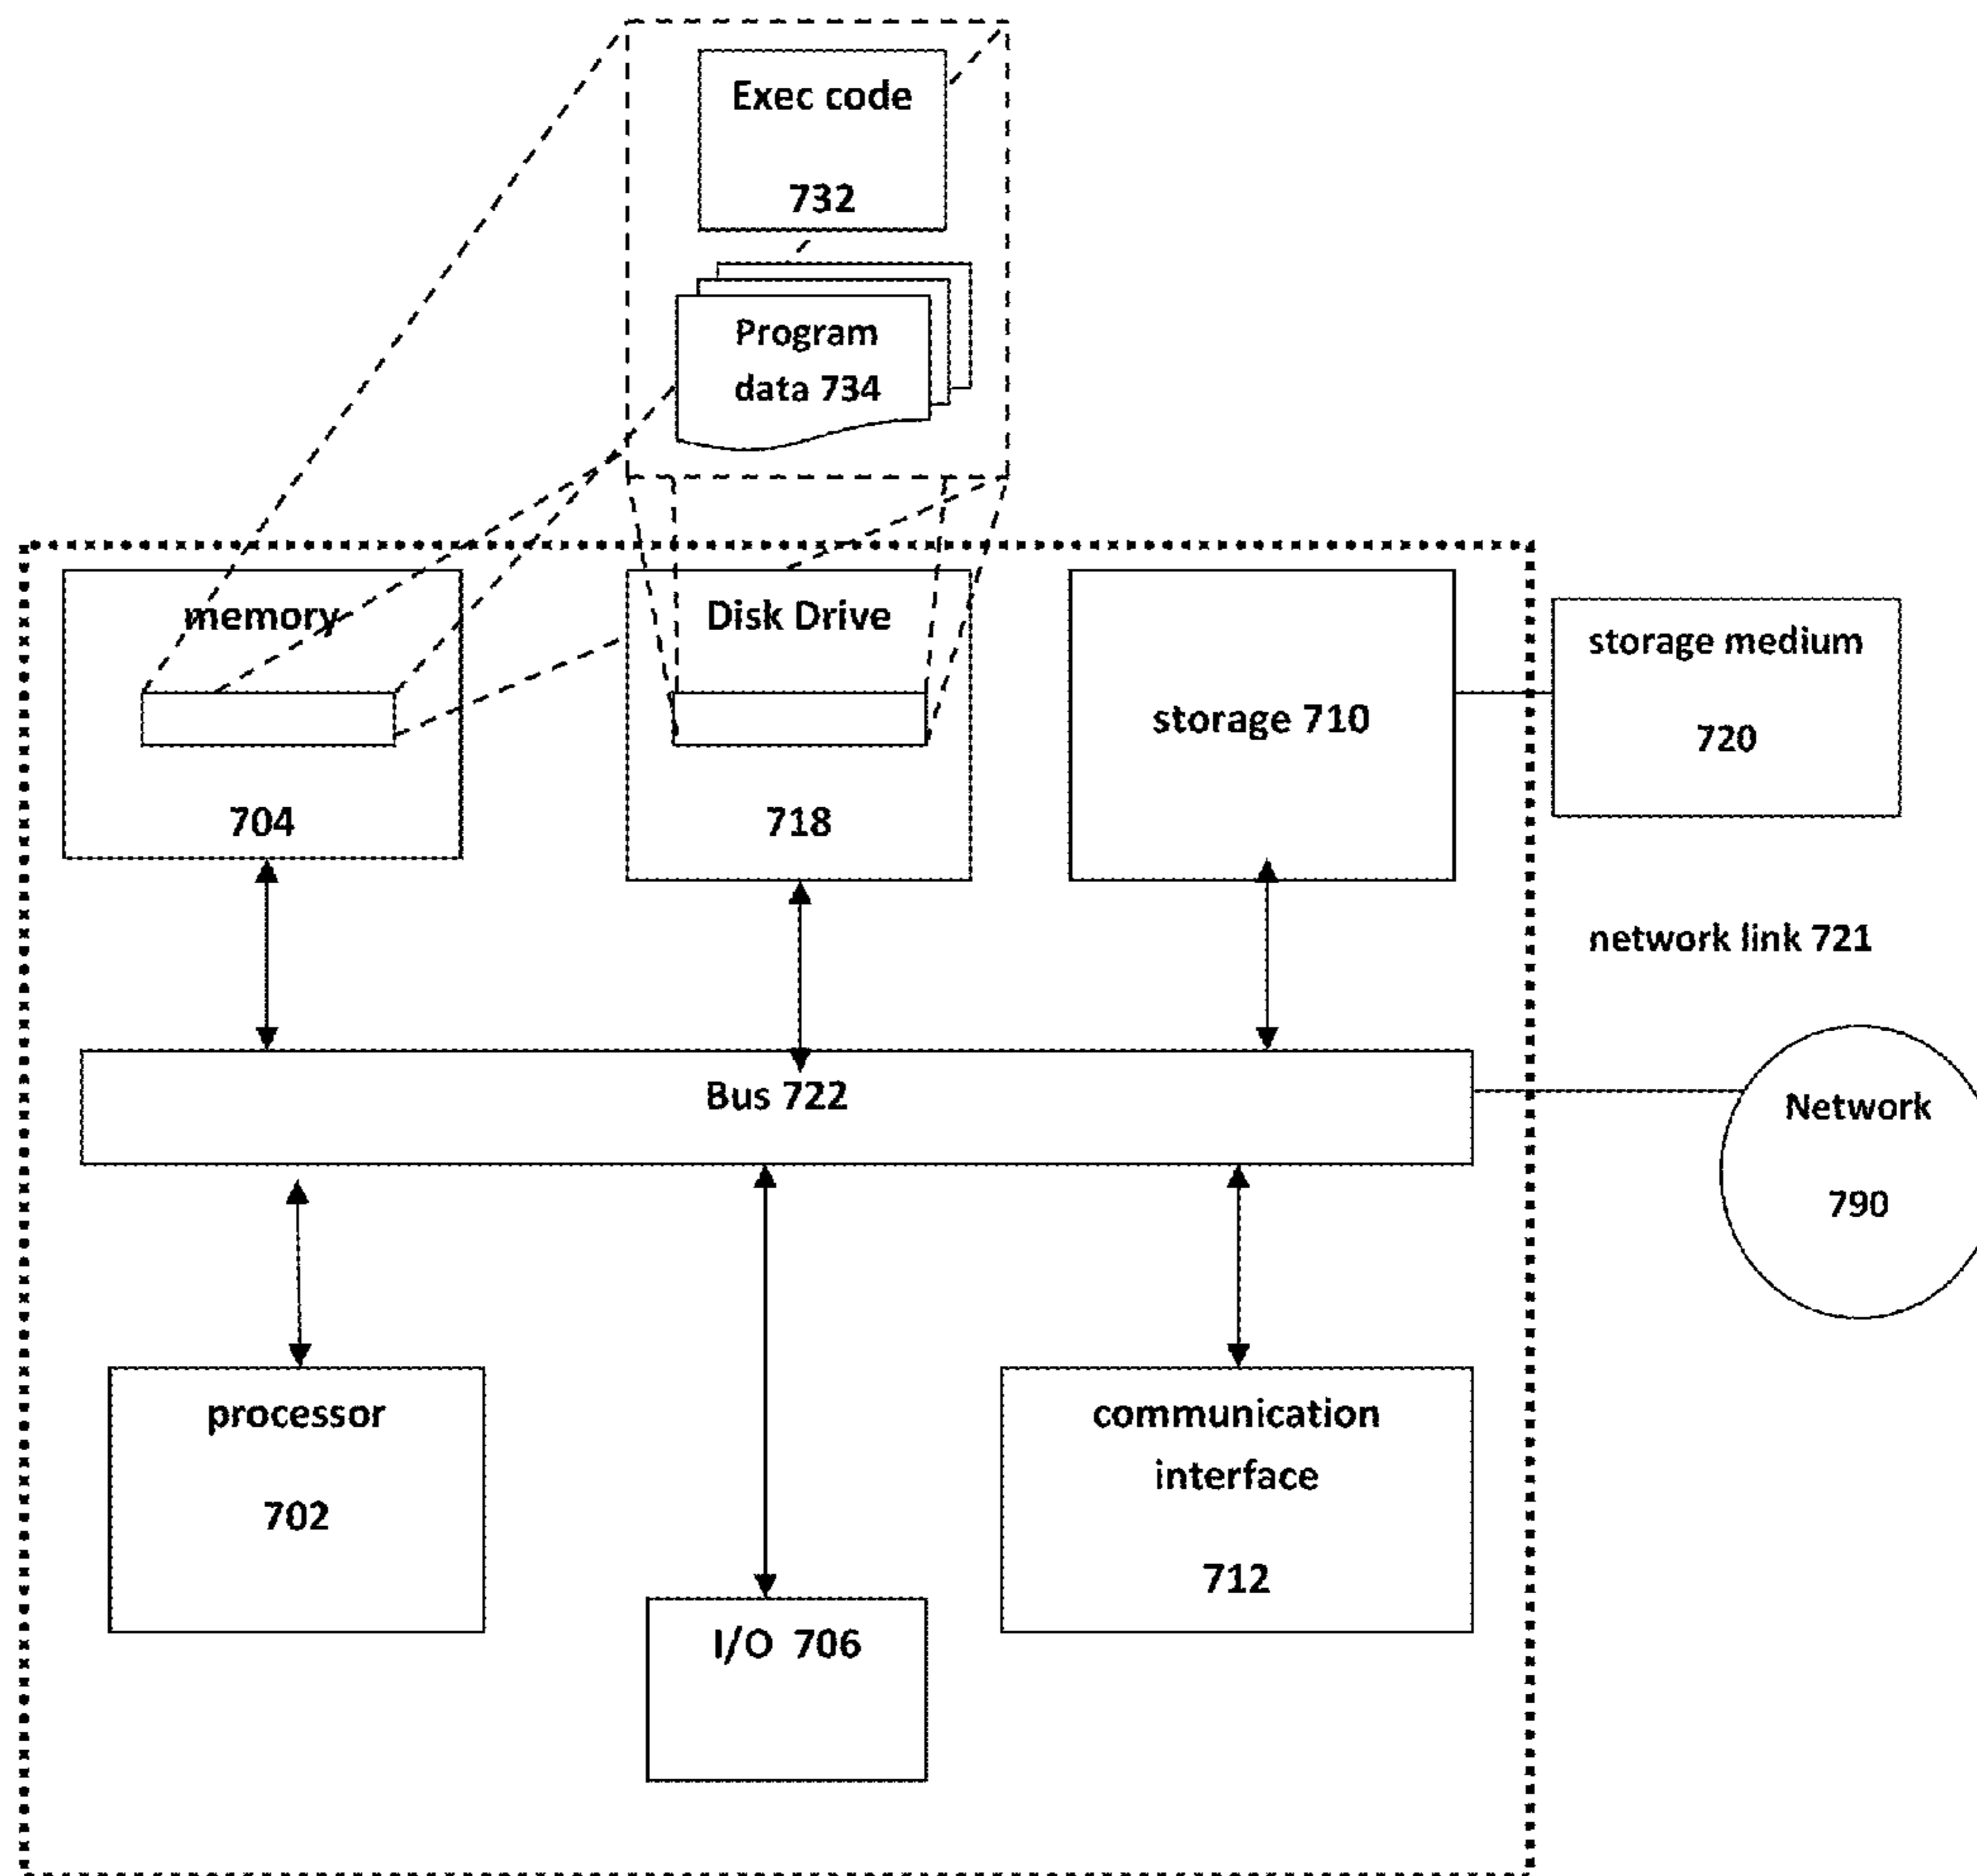 Exec code
732
Program
data 734
memory
704
Disk Drive
718
storage 710
storage medium
720
network link 721
Bus 722
Network
790
processor
702
I/O 706
communication
interface
712